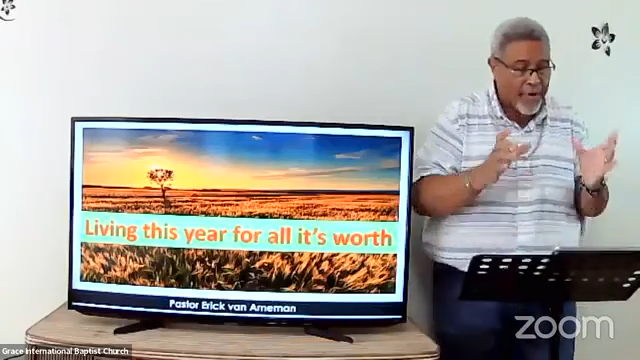 Living this year for all it's worth
Pastor Erick van Ameman
Grace International Baptist Church
zoom